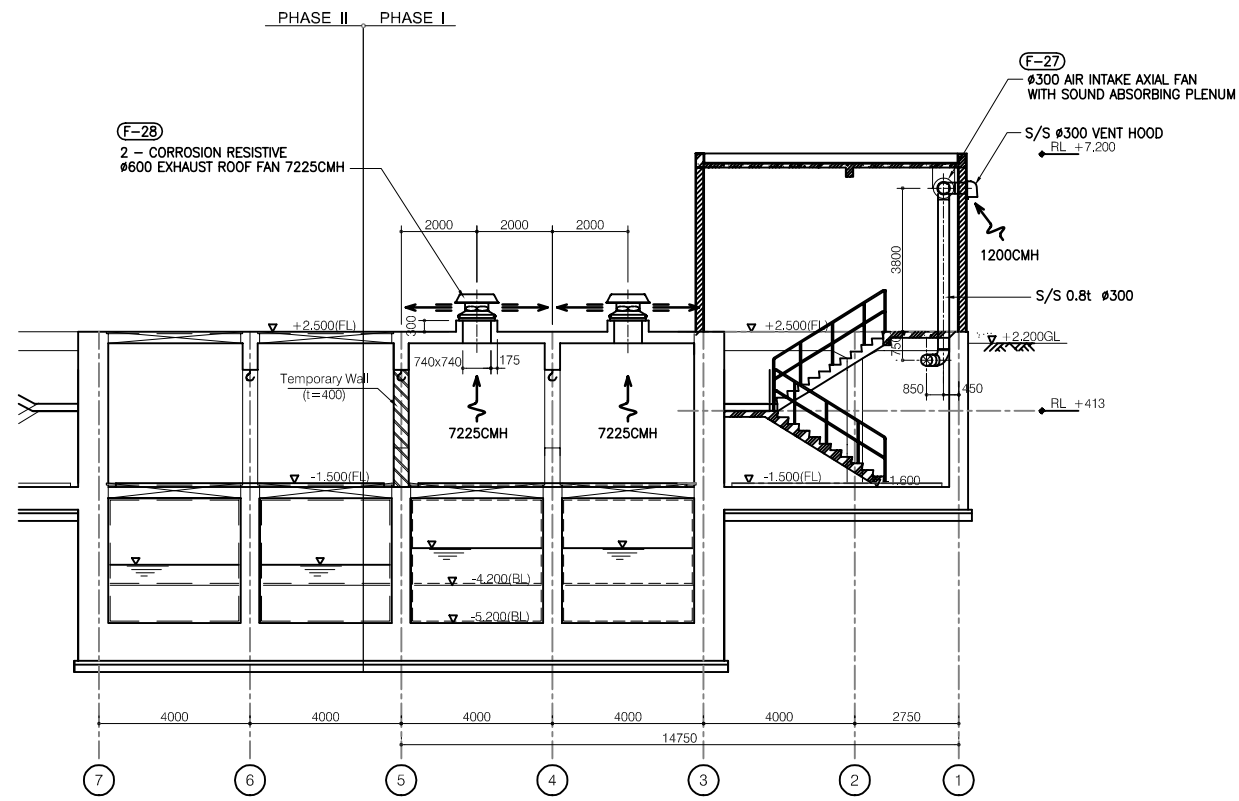 PHASE II
PHASE I
F-27
ø300 AIR INTAKE AXIAL FAN
WITH SOUND ABSORBING PLENUM
F-28
2 - CORROSION RESISTIVE
ø600 EXHAUST ROOF FAN 7225CMH
S/S ø300 VENT HOOD
RL +7.200
2000
2000
2000
3800
1200CMH
S/S 0.8t ø300
300
+2.500(FL)
+2.500(FL)
+2.200GL
750
740x740
175
Temporary Wall
(t=400)
850
450
RL +413
7225CMH
7225CMH
-1.500(FL)
-1.500(FL)
-1.600
-4.200(BL)
-5.200(BL)
4000
4000
4000
4000
4000
2750
14750
7
6
5
4
3
2
1